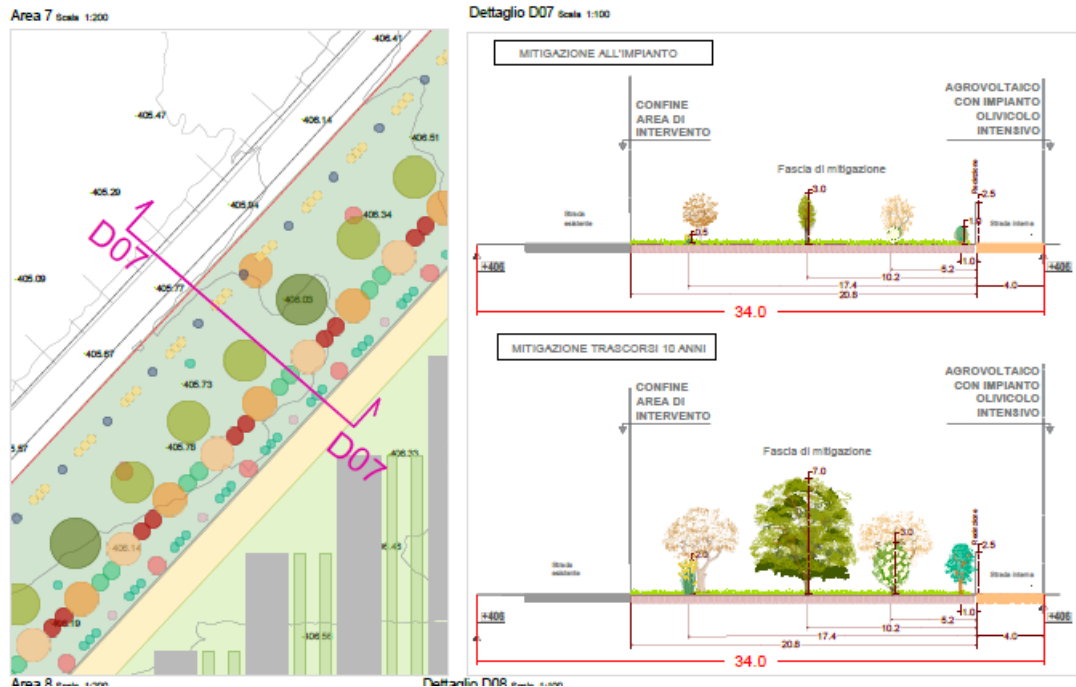 Area 7 Scala 1:200
406.41
405.47
406.14
406.51
405.29
405.94
406.34
D07
405.09
405.77
406.03
405.67
405.73
405.78
D07
406.33
406.14
406.56
Area 8 Scala 1:200
Dettaglio D07 Scala 1:100
MITIGAZIONE ALL'IMPIANTO
CONFINE
AREA DI
INTERVENTO
AGROVOLTAICO
CON IMPIANTO
OLIVICOLO
INTENSIVO
Fascia di mitigazione
3.0
Recinzione
2.5
Strada
esistente
0.5
Strada interna
+406
1.0
+406
5.2
10.2
17.4
4.0
20.8
34.0
MITIGAZIONE TRASCORSI 10 ANNI
CONFINE
AREA DI
INTERVENTO
AGROVOLTAICO
CON IMPIANTO
OLIVICOLO
INTENSIVO
Fascia di mitigazione
7.0
Recinzione
3.0
2.5
2.0
Strada
esistente
Strada interna
+406
1.0
+406
5.2
10.2
17.4
4.0
20.8
34.0
Dettaglio D08 Scala 1:100